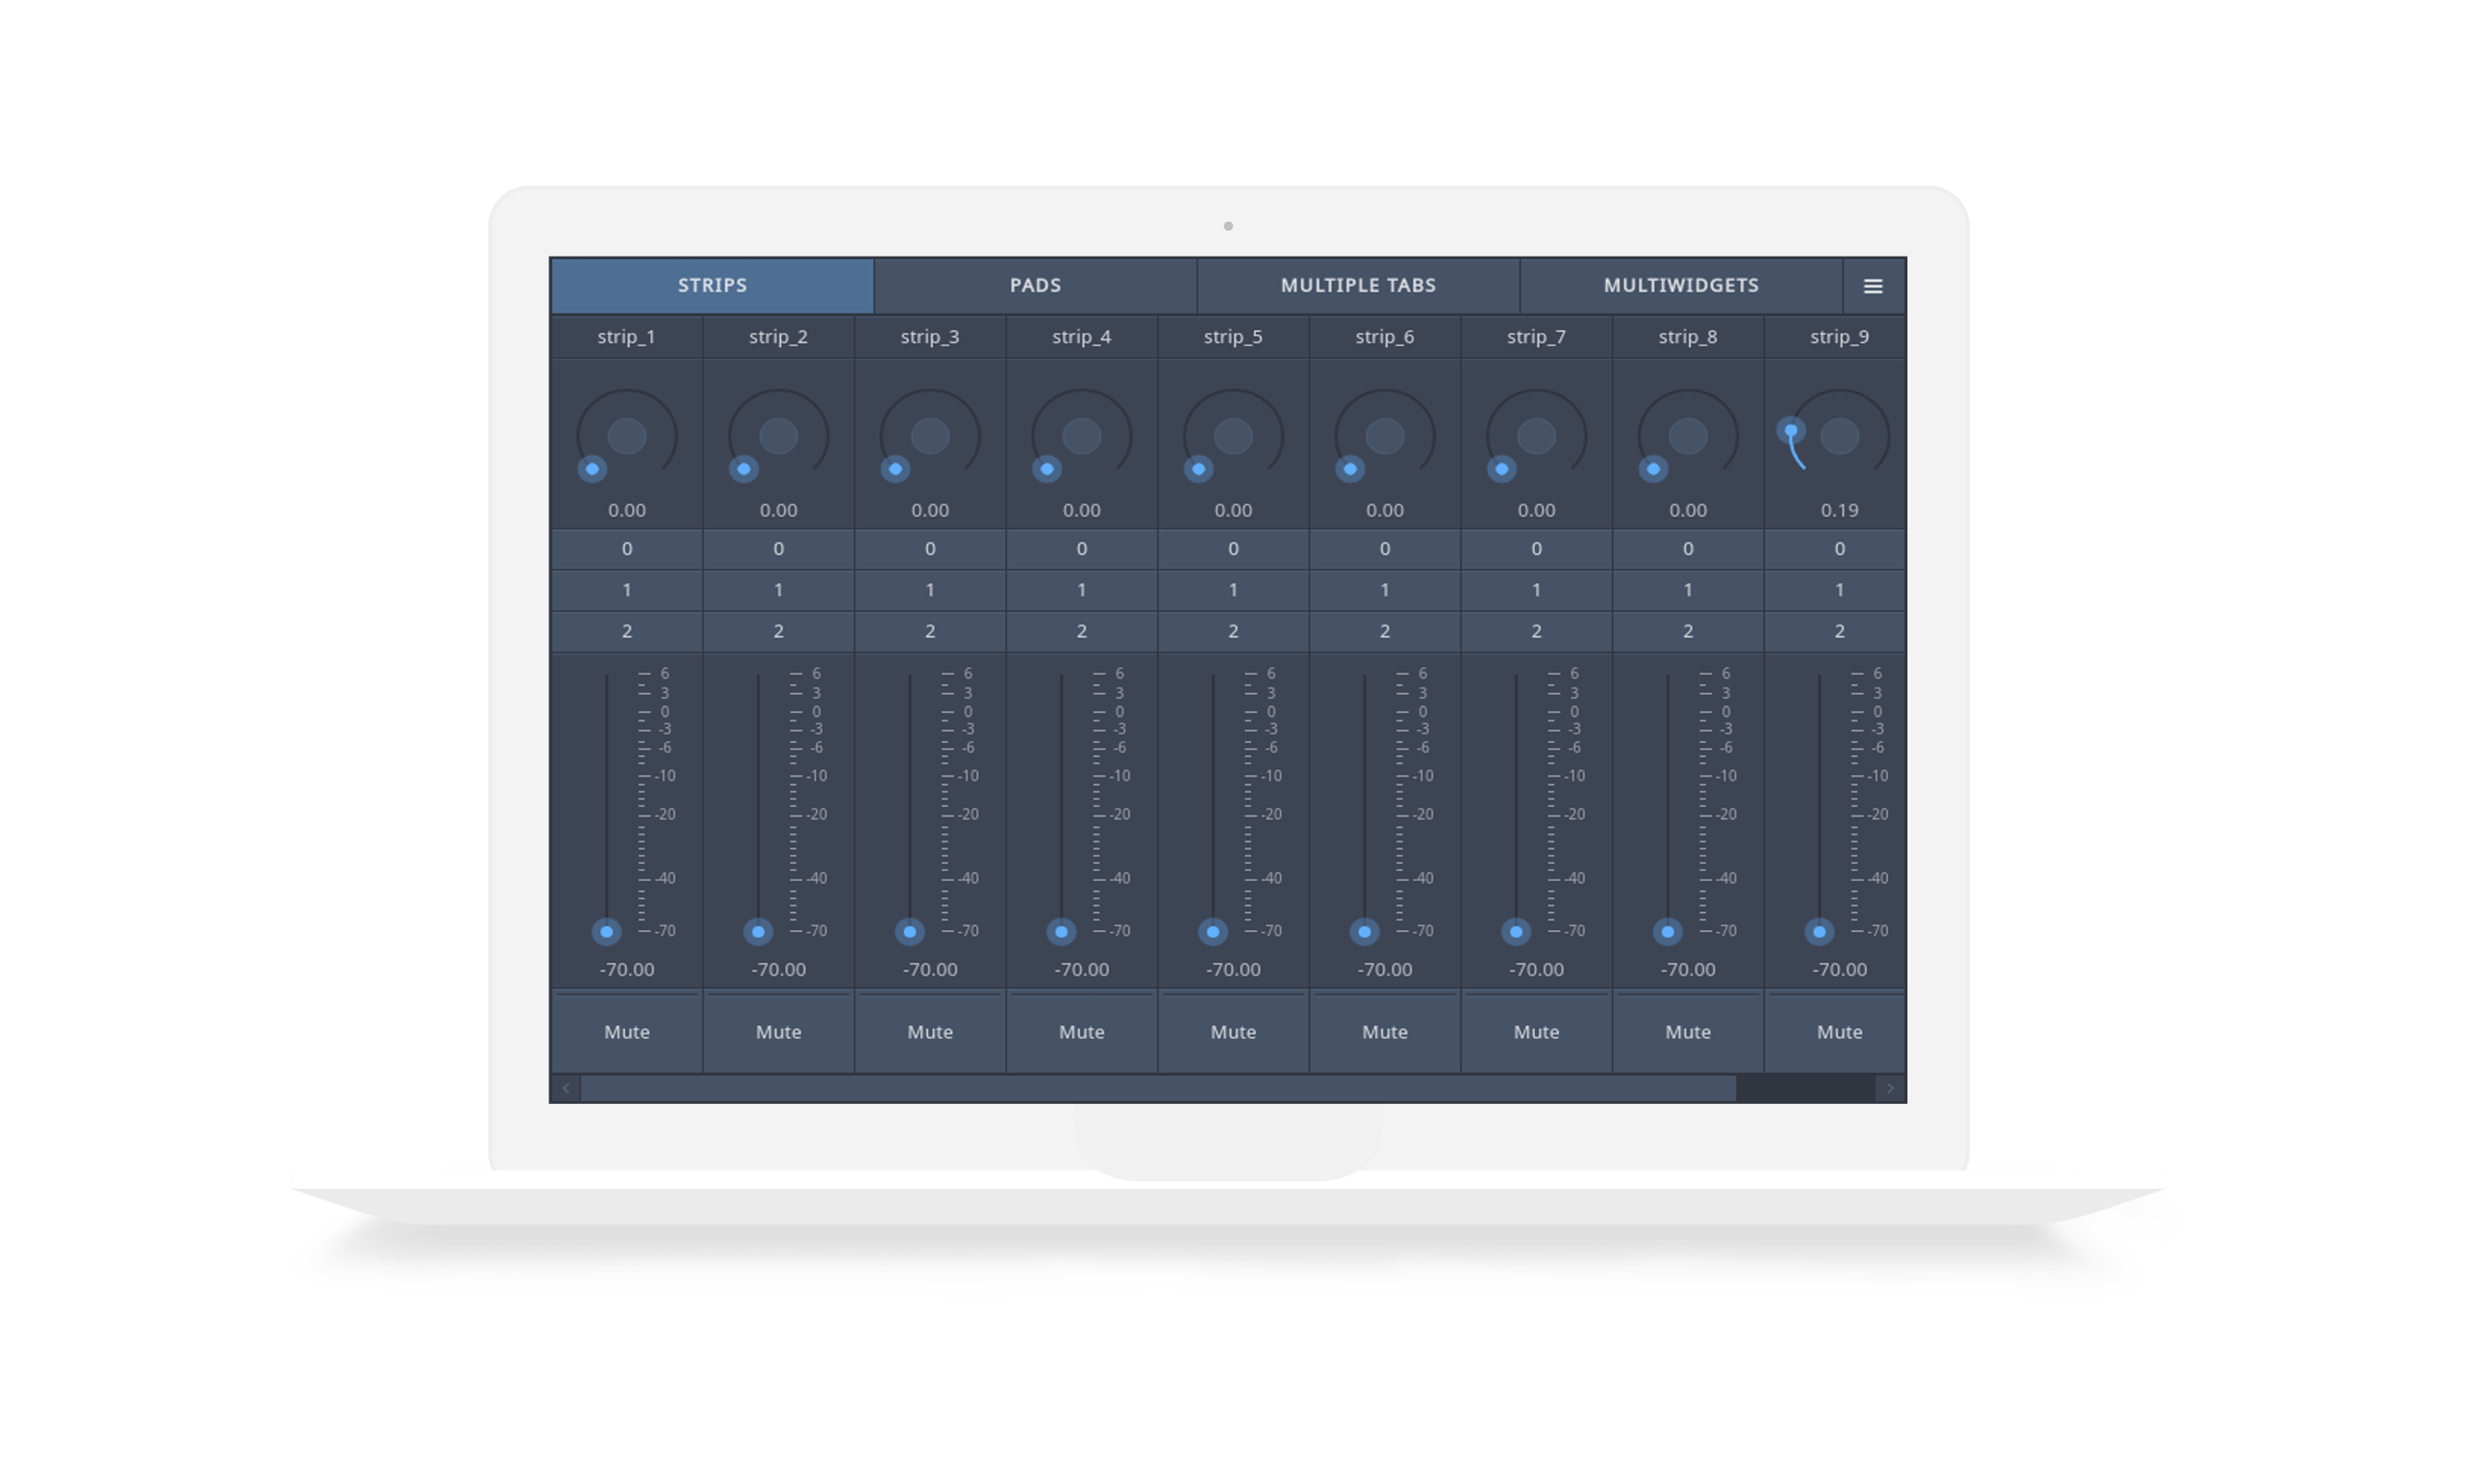 STRIPS PADS MULTIPLE TABS MULTIWIDGETS
strip_1 strip_2 strip_3 strip_4 strip_5 strip_6 strip_7 strip_8 strip_9
0.00 0.00 0.00 0.00 0.00 0.00 0.00 0.00 0.19
0 0 0 0 0 0 0 0 0
1 1 1 1 1 1 1 1 1
2 2 2 2 2 2 2 2 2
6 6 6 6 6 6 6 6 6
3 3 3 3 3 3 3 3 3
0 0 0 0 0 0 0 0 0
-3 -3 -3 -3 -3 -3 -3 -3 -3
-6 -6 -6 -6 -6 -6 -6 -6 -6
-10 -10 -10 -10 -10 -10 -10 -10 -10
-20 -20 -20 -20 -20 -20 -20 -20 -20
-40 -40 -40 -40 -40 -40 -40 -40 -40
-70 -70 -70 -70 -70 -70 -70 -70 -70
-70.00 -70.00 -70.00 -70.00 -70.00 -70.00 -70.00 -70.00 -70.00
Mute Mute Mute Mute Mute Mute Mute Mute Mute